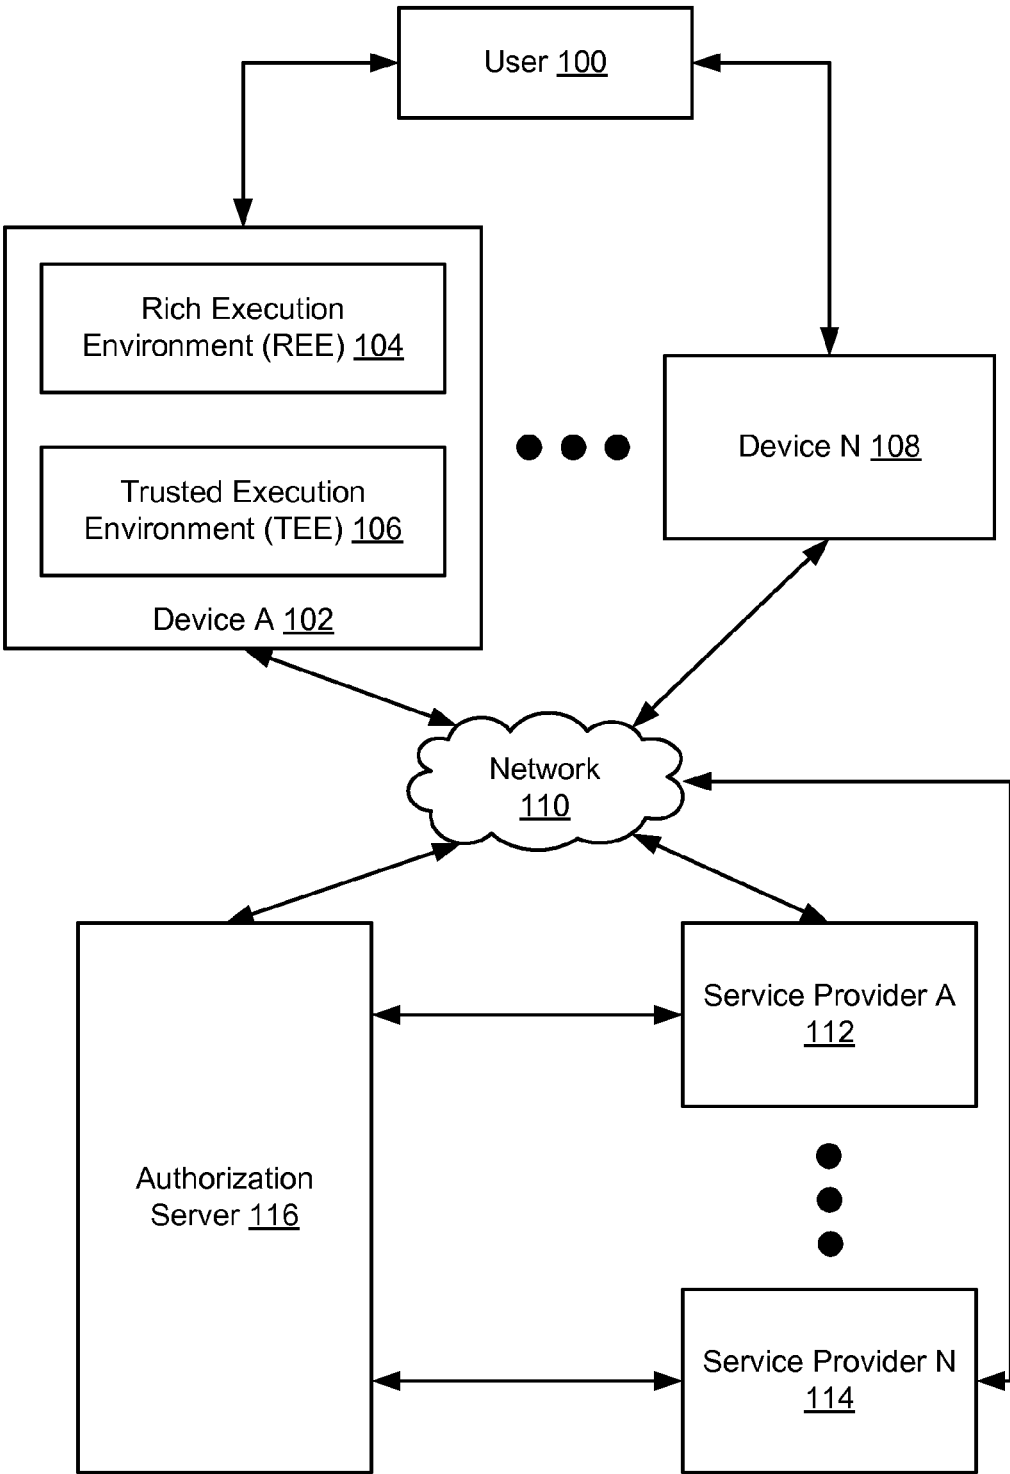 User 100
Rich Execution
Environment (REE) 104
Trusted Execution
Environment (TEE) 106
Device A 102
Device N 108
Network
110
Service Provider A
112
Authorization
Server 116
Service Provider N
114